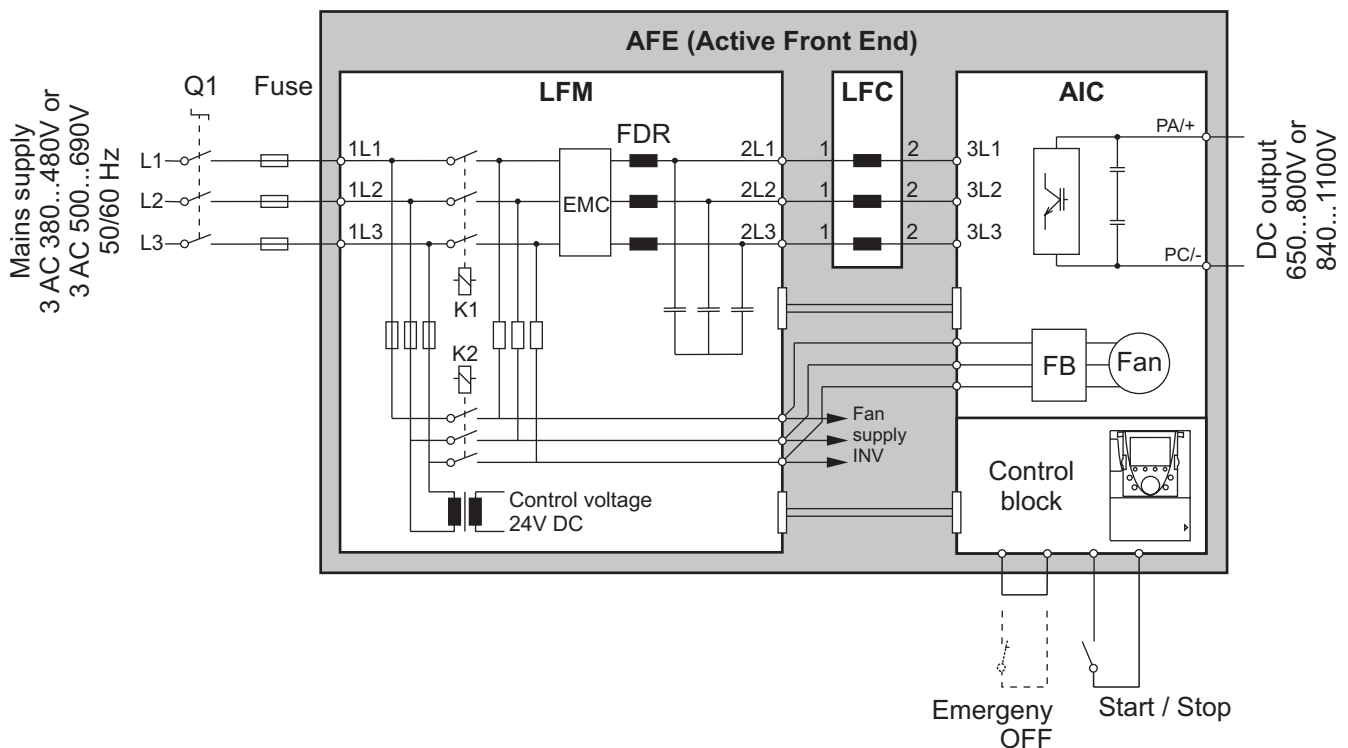 AFE (Active Front End)
Q1
Fuse
LFM
LFC
AIC
Mains supply
3 AC 380...480V or
3 AC 500...690V
50/60 Hz
L1
L2
L3
1L1
1L2
1L3
EMC
FDR
2L1
2L2
2L3
1
1
1
2
2
2
3L1
3L2
3L3
PA/+
PC/-
DC output
650...800V or
840...1100V
K1
K2
FB
Fan
Fan
supply
INV
Control voltage
24V DC
Control
block
Emergeny
OFF
Start / Stop